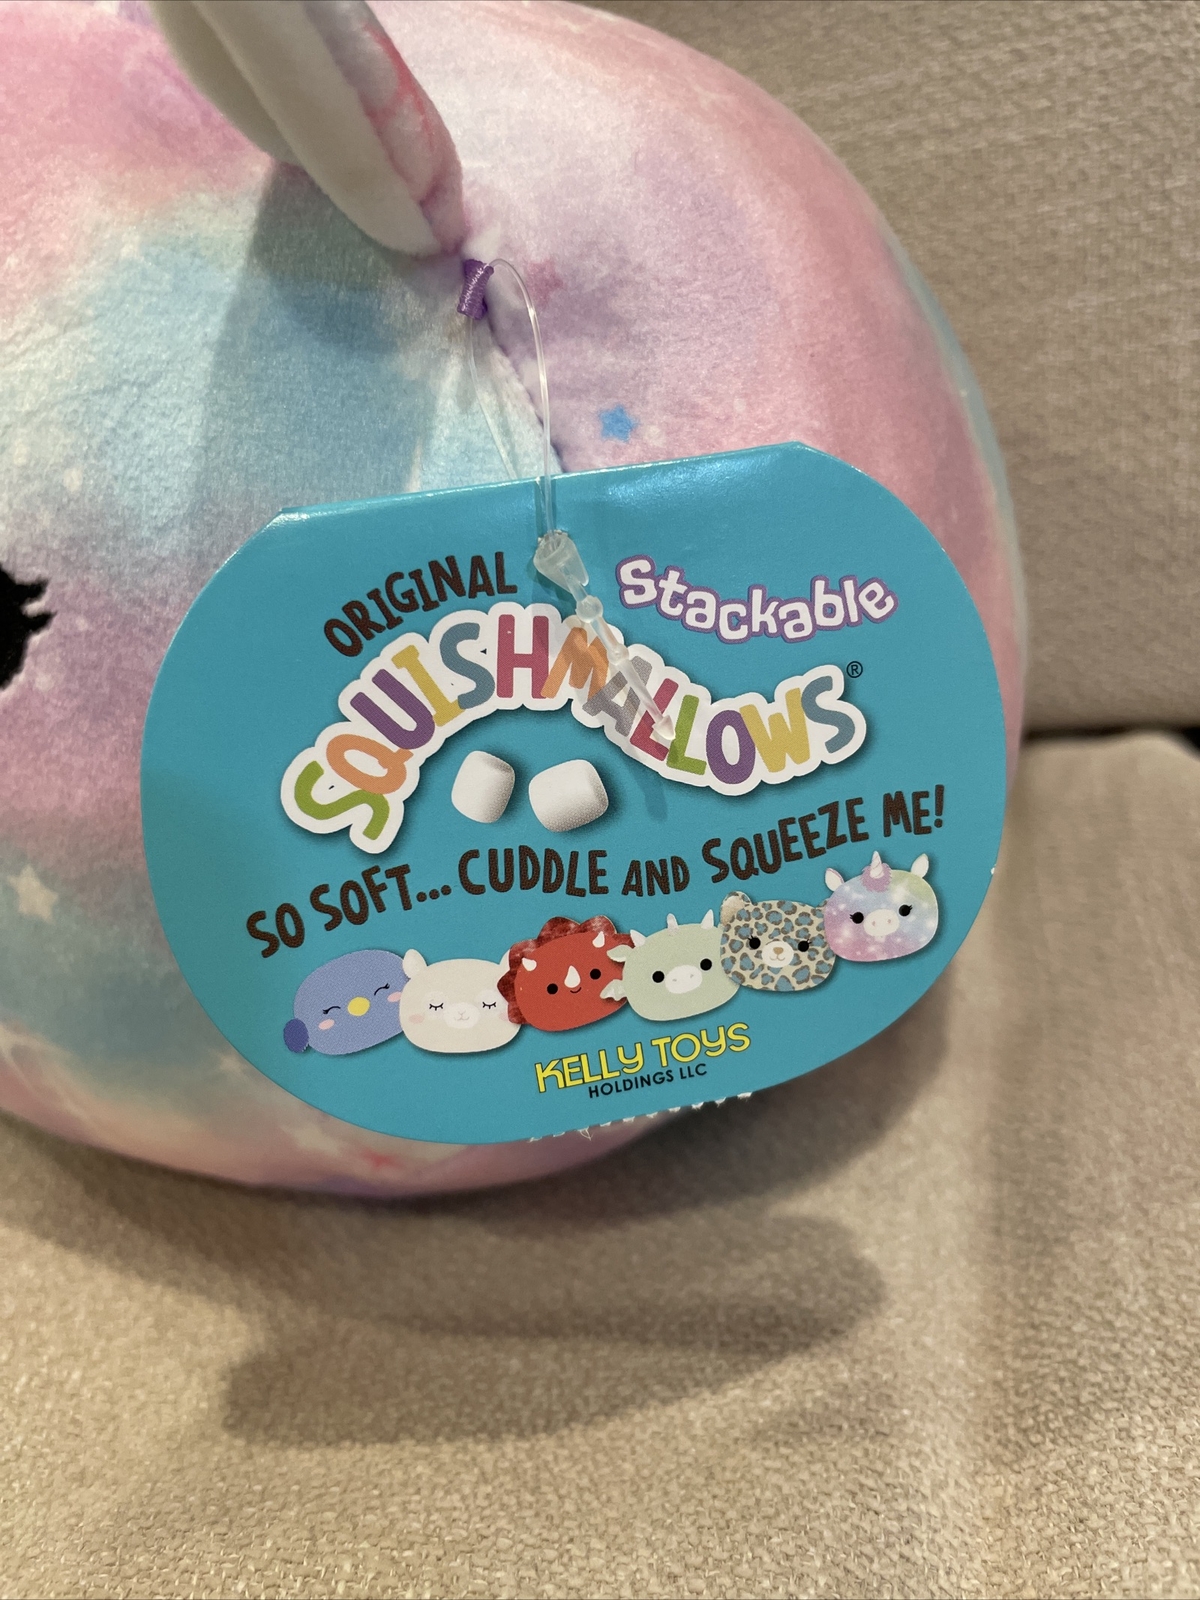 ORIGINAL
Stackable
SQUISHMALLOWS®
SO SOFT... CUDDLE AND SQUEEZE ME!
KELLY TOYS
HOLDINGS LLC